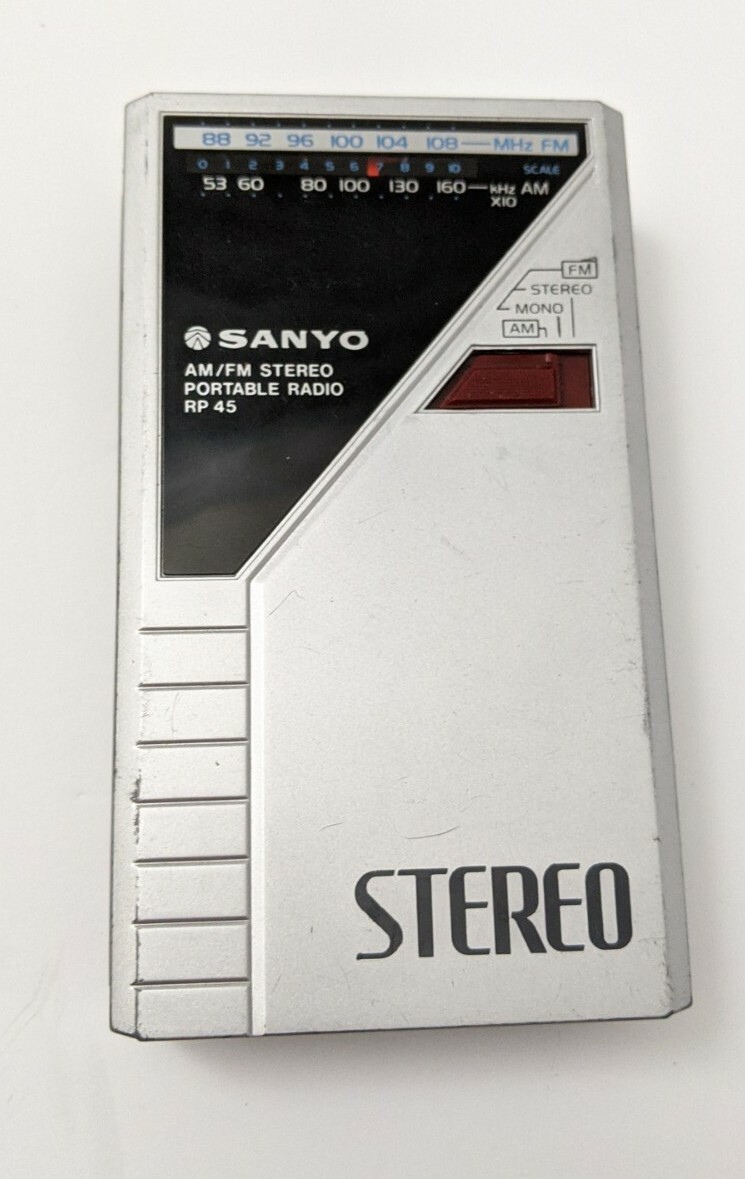 88 92 96 100 104 108 MHz FM
0 1 2 3 4 5 6 7 8 9 10 SCALE
53 60 80 100 130 160 kHz AM
X10
FM
STEREO
MONO
AM
SANYO
AM/FM STEREO
PORTABLE RADIO
RP 45
STEREO